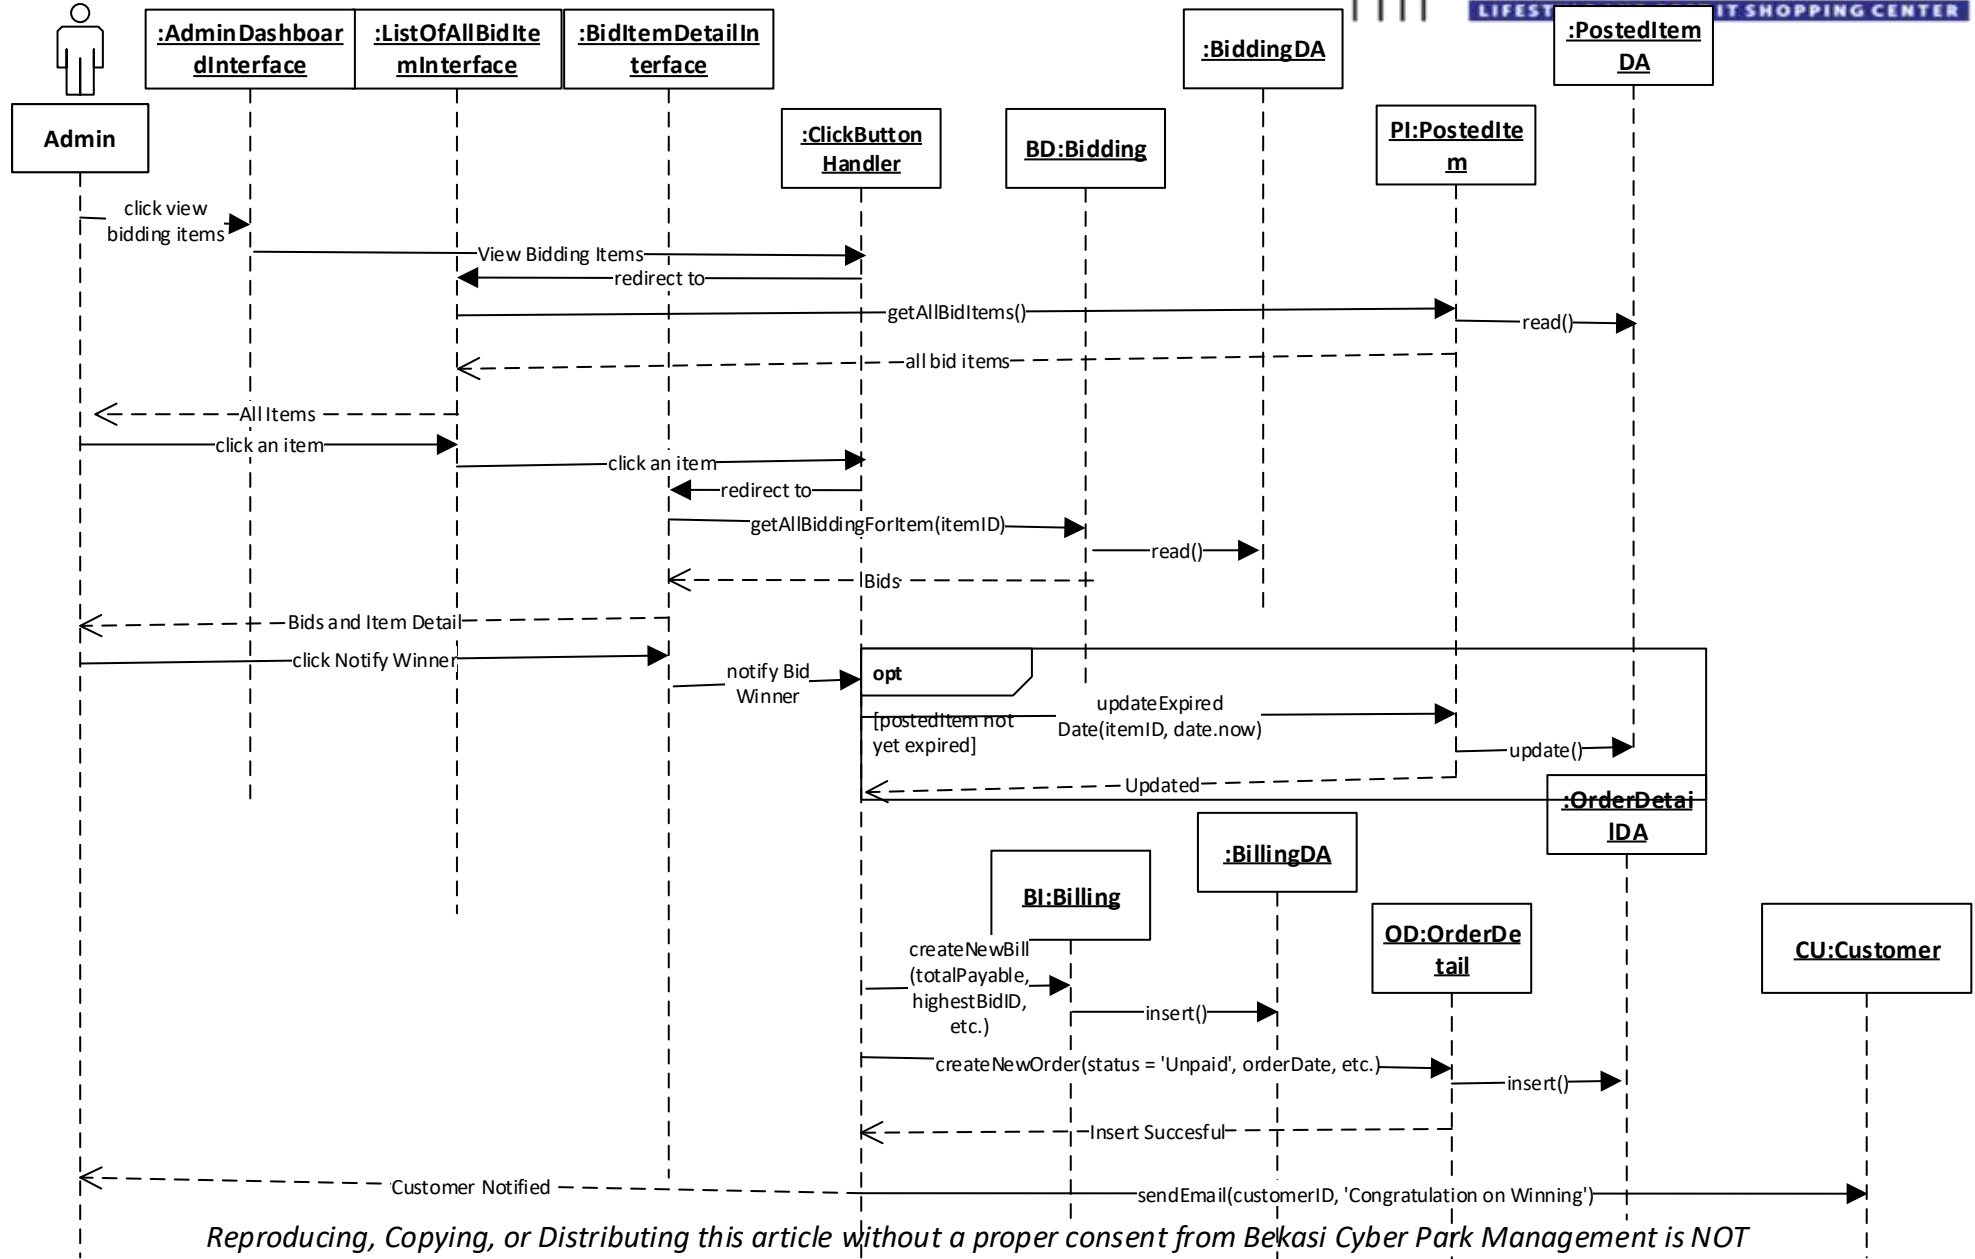 LIFEST
IT SHOPPING CENTER
:AdminDashboar
dInterface
:ListOfAllBidIte
mInterface
:BidItemDetailIn
terface
:BiddingDA
:PostedItem
DA
Admin
:ClickButton
Handler
BD:Bidding
PI:PostedIte
m
click view
bidding items
View Bidding Items
redirect to
getAllBidItems()
read()
all bid items
All Items
click an item
click an item
redirect to
getAllBiddingForItem(itemID)
read()
Bids
Bids and Item Detail
click Notify Winner
notify Bid
Winner
opt
[postedItem not
yet expired]
updateExpired
Date(itemID, date.now)
update()
Updated
:OrderDetai
lDA
:BillingDA
BI:Billing
OD:OrderDe
tail
CU:Customer
createNewBill
(totalPayable,
highestBidID,
etc.)
insert()
createNewOrder(status = 'Unpaid', orderDate, etc.)
insert()
Insert Succesful
Customer Notified
sendEmail(customerID, 'Congratulation on Winning')
Reproducing, Copying, or Distributing this article without a proper consent from Bekasi Cyber Park Management is NOT